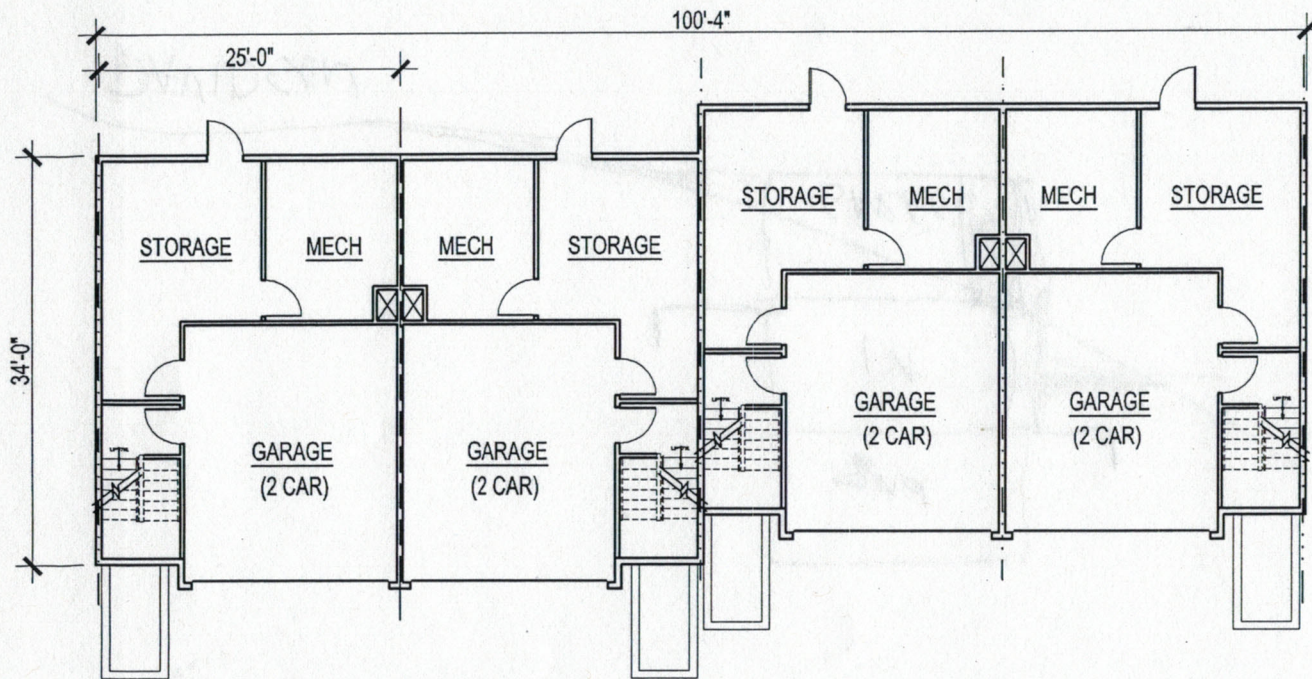 100'-4"
25'-0"
34'-0"
STORAGE MECH MECH STORAGE
STORAGE MECH MECH STORAGE
GARAGE
(2 CAR)
GARAGE
(2 CAR)
GARAGE
(2 CAR)
GARAGE
(2 CAR)